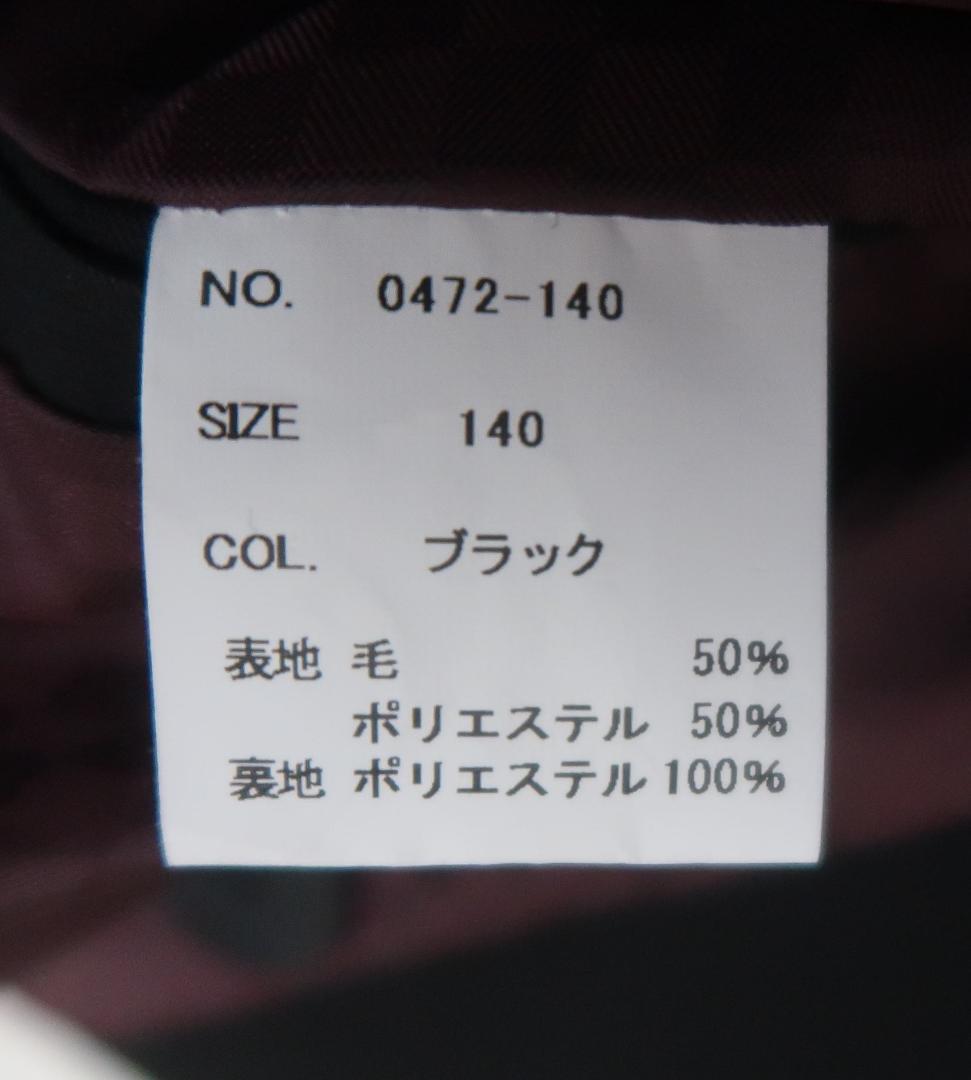 NO. 0472-140
SIZE 140
COL. ブラック
表地 毛 50%
ポリエステル 50%
裏地 ポリエステル 100%